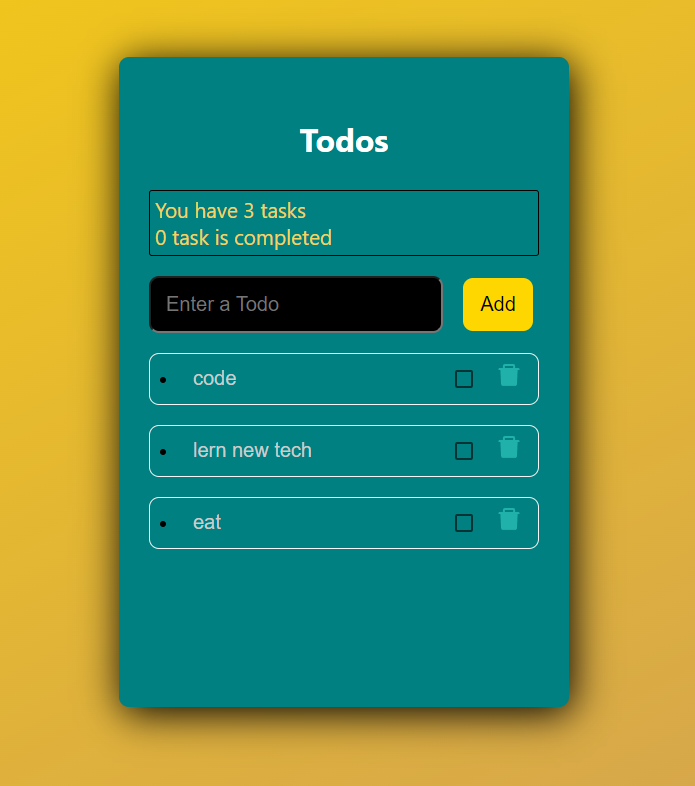 Todos
You have 3 tasks
0 task is completed
Enter a Todo
Add
code
lern new tech
eat